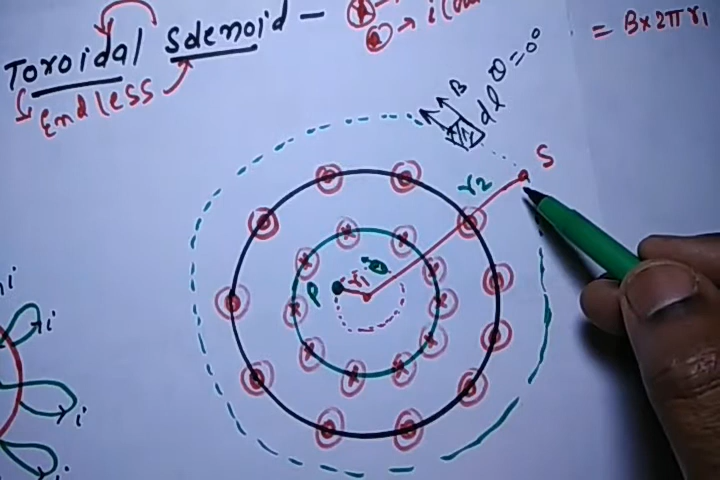 Toroidal Solenoid -
Endless
= B×2πr₁
B
dl
θ=0°
S
r₂
P
r₁
i
i
i
i